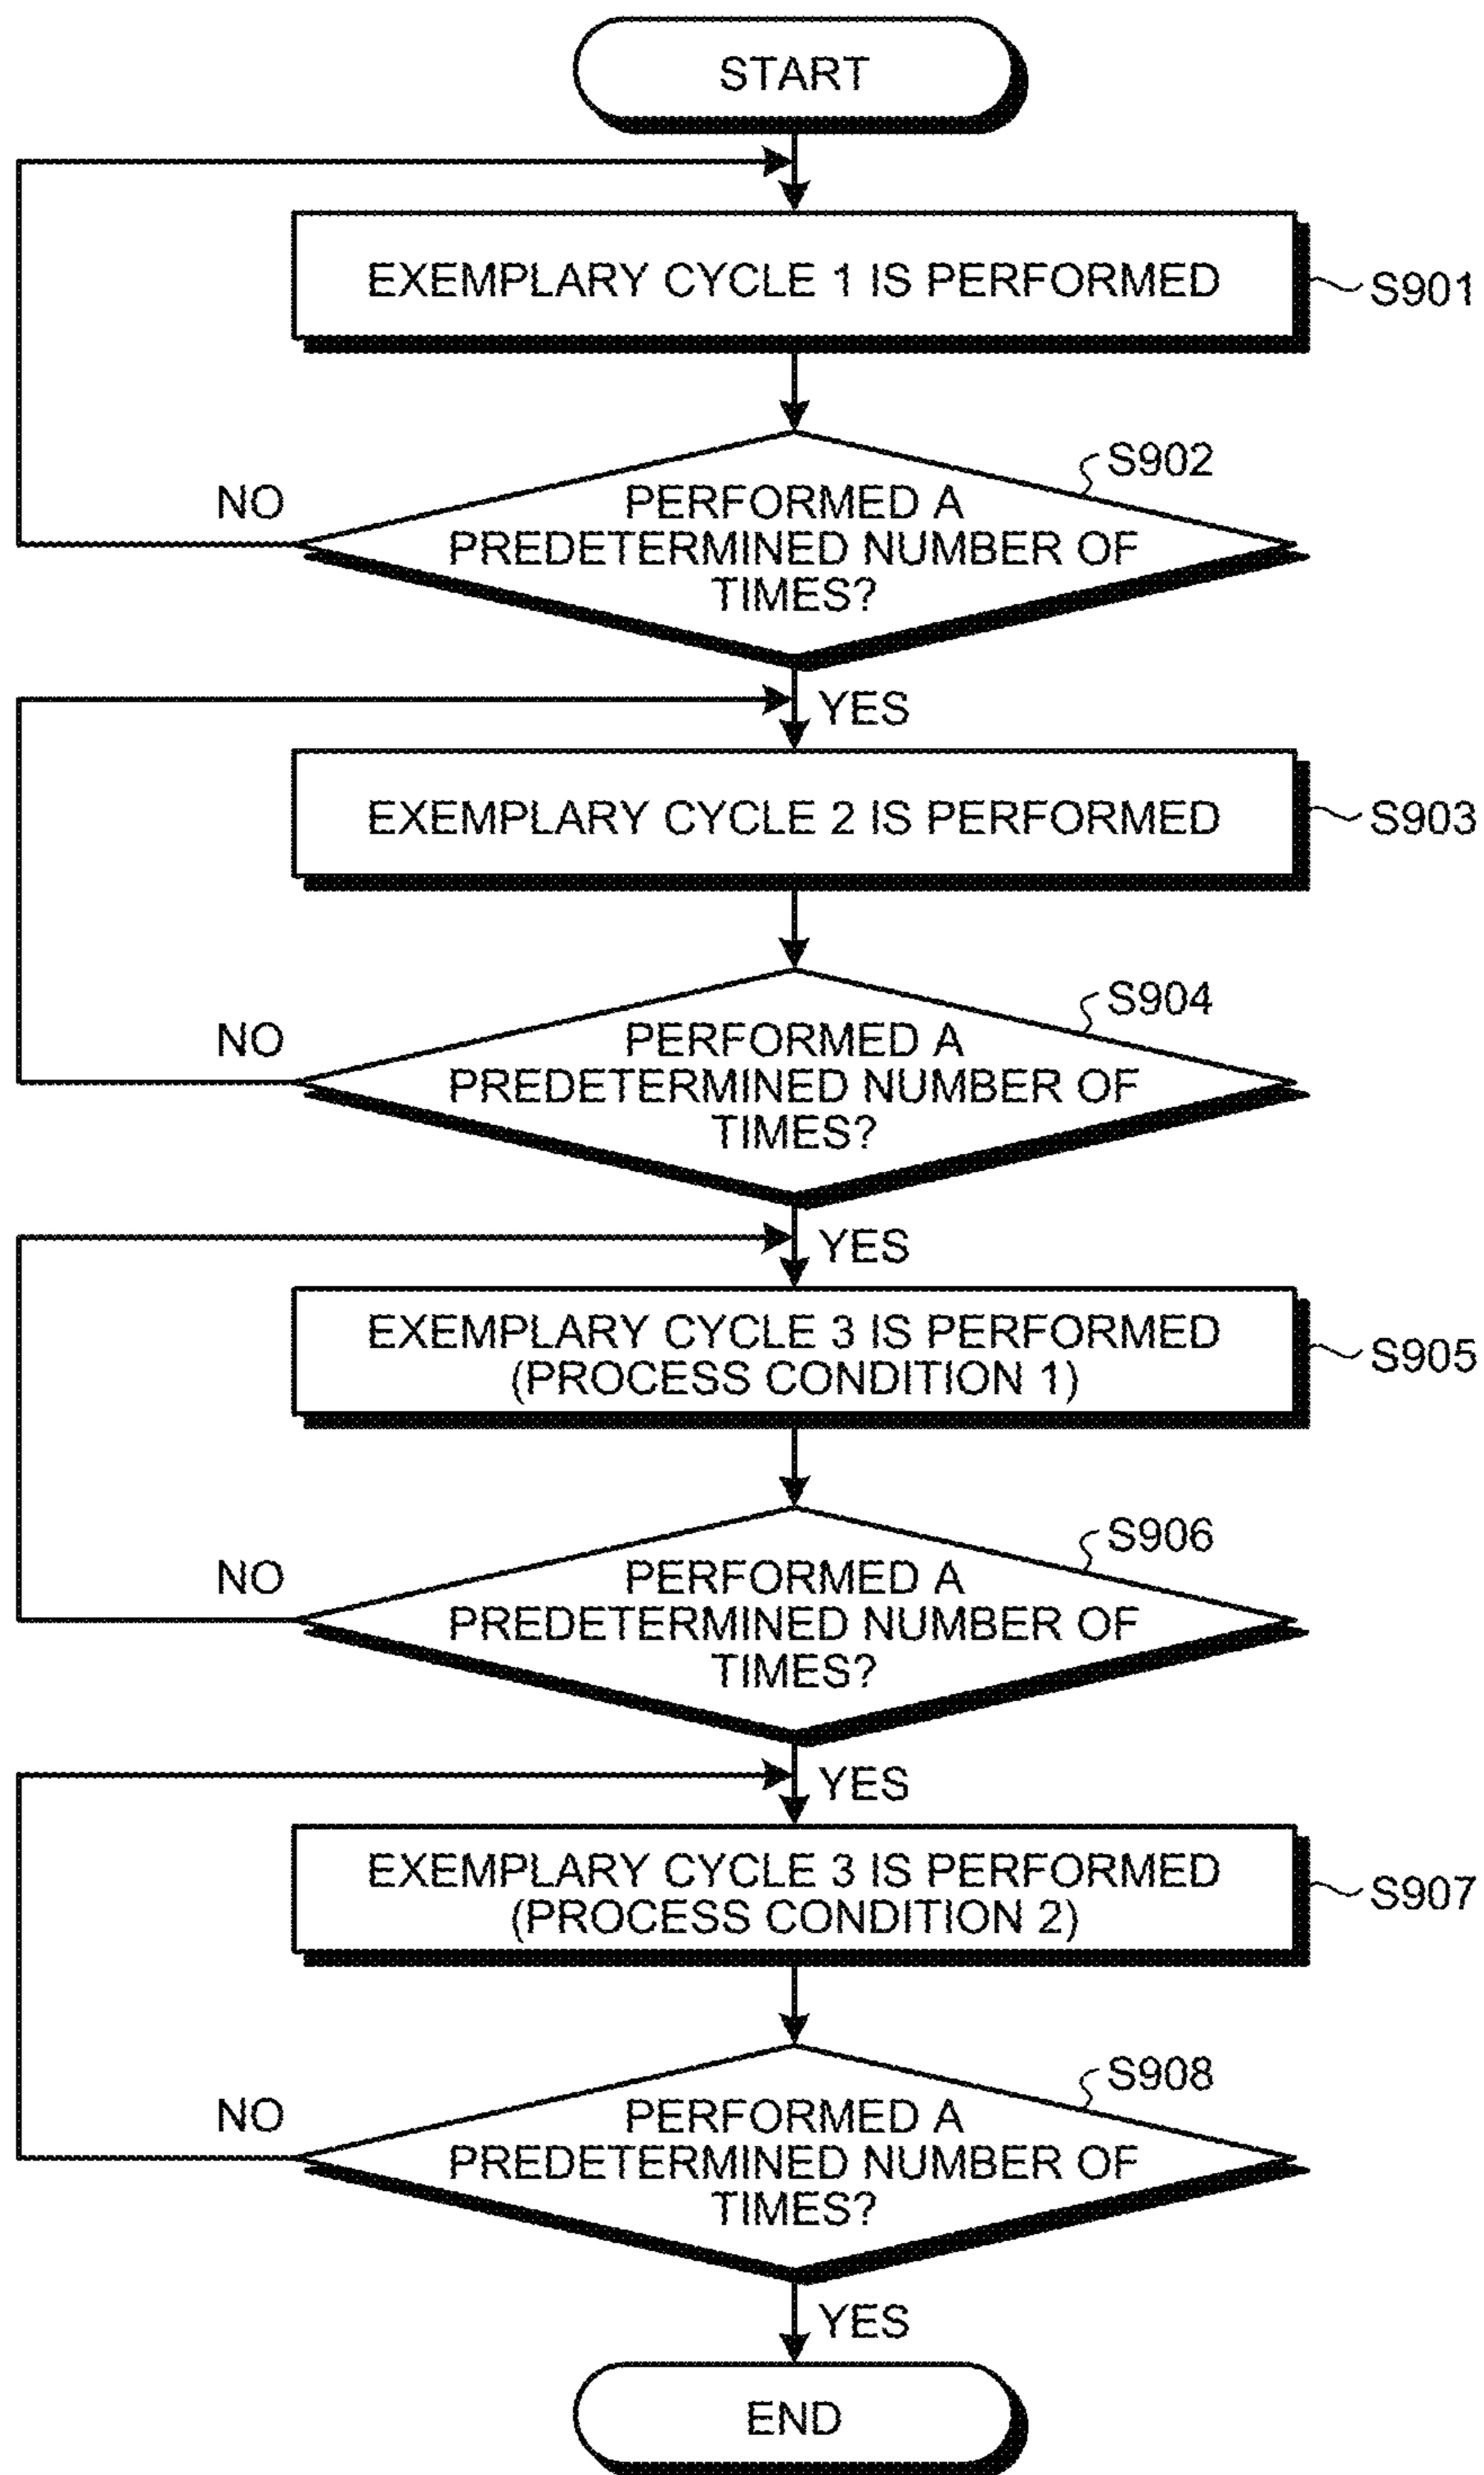 START
EXEMPLARY CYCLE 1 IS PERFORMED
S901
S902
PERFORMED A
PREDETERMINED NUMBER OF
TIMES?
NO
YES
EXEMPLARY CYCLE 2 IS PERFORMED
S903
S904
PERFORMED A
PREDETERMINED NUMBER OF
TIMES?
NO
YES
EXEMPLARY CYCLE 3 IS PERFORMED
(PROCESS CONDITION 1)
S905
S906
PERFORMED A
PREDETERMINED NUMBER OF
TIMES?
NO
YES
EXEMPLARY CYCLE 3 IS PERFORMED
(PROCESS CONDITION 2)
S907
S908
PERFORMED A
PREDETERMINED NUMBER OF
TIMES?
NO
YES
END